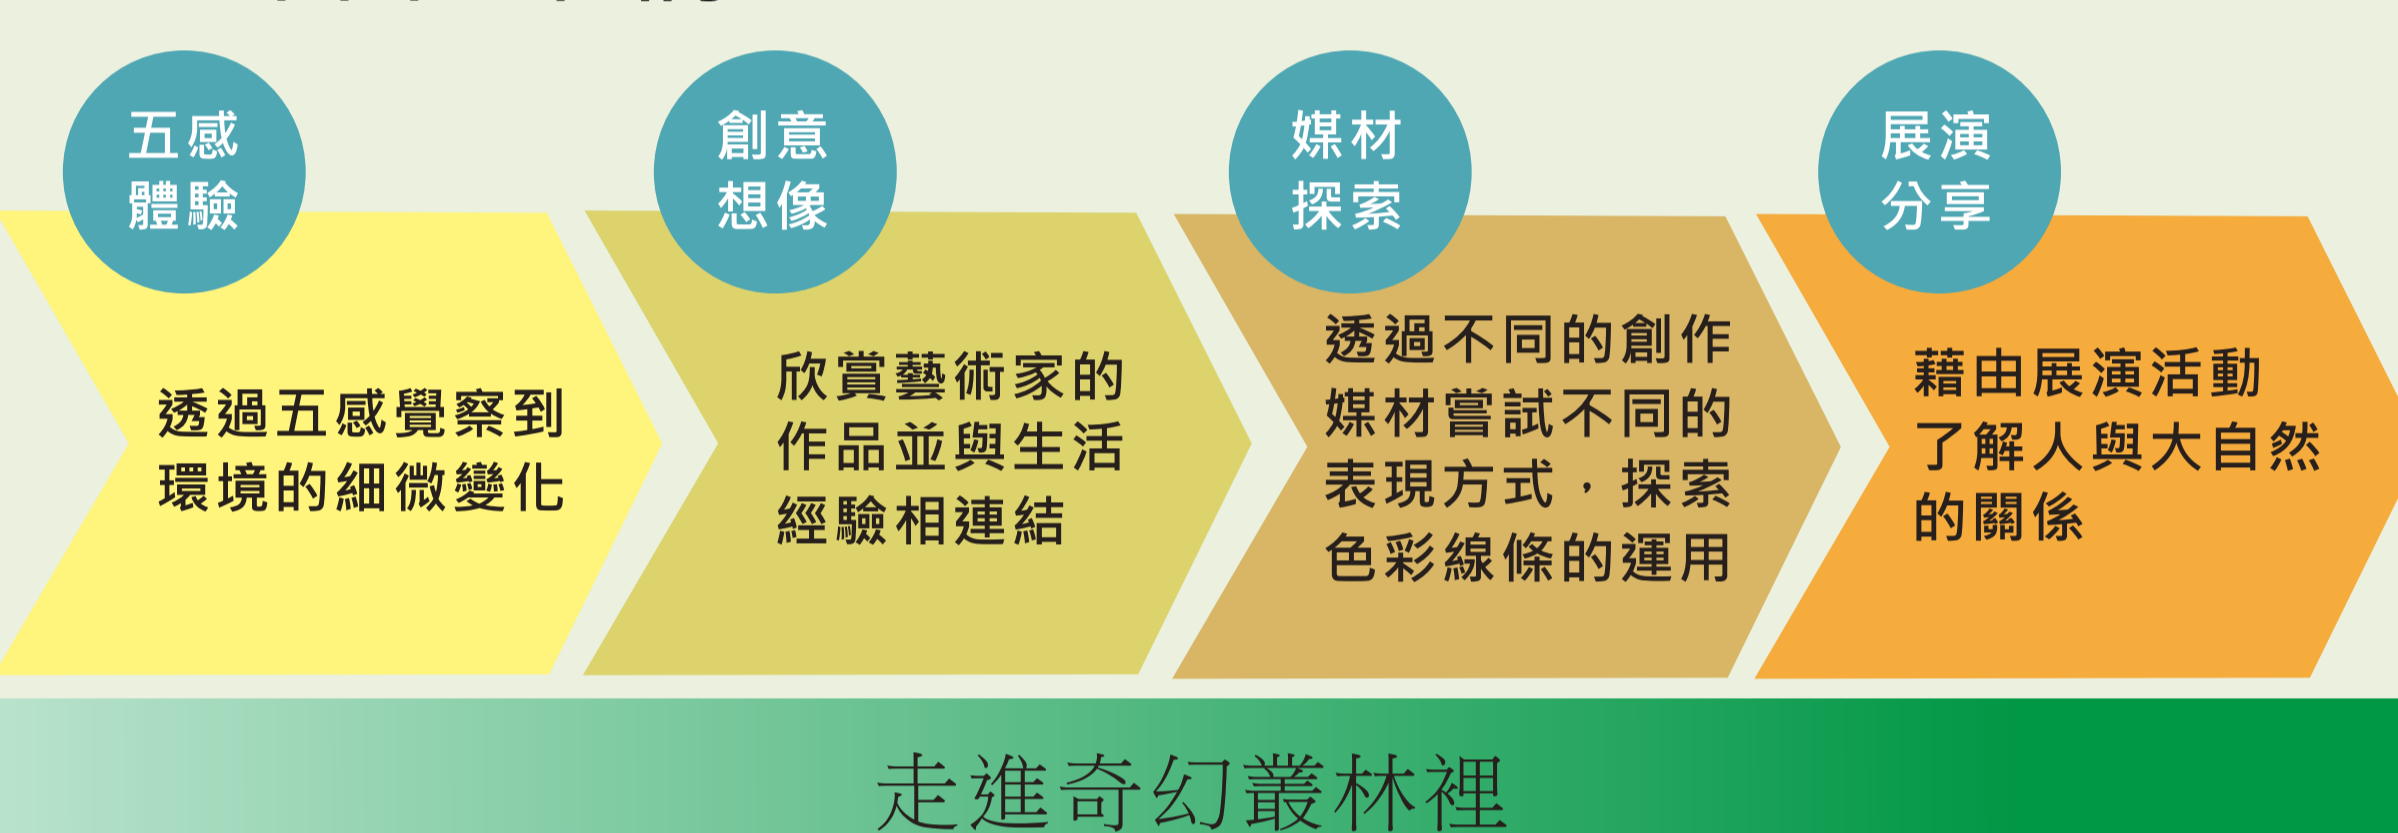 五感
體驗
透過五感覺察到
環境的細微變化
創意
想像
欣賞藝術家的
作品並與生活
經驗相連結
媒材
探索
透過不同的創作
媒材嘗試不同的
表現方式，探索
色彩線條的運用
展演
分享
藉由展演活動
了解人與大自然
的關係
走進奇幻叢林裡